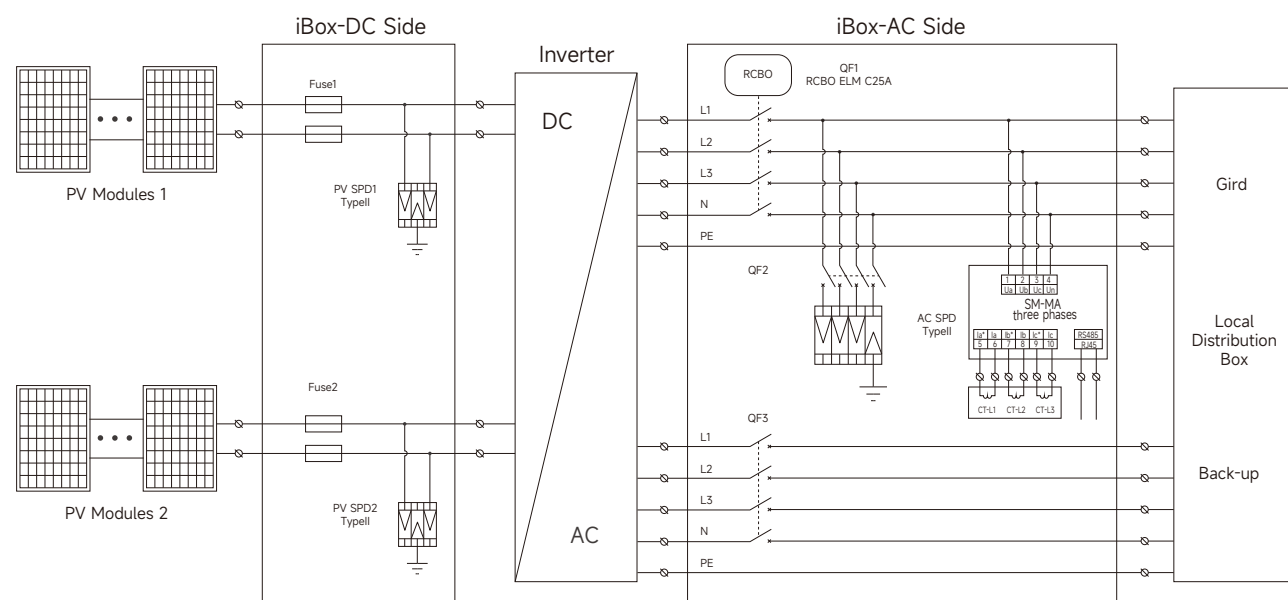 iBox-DC Side
iBox-AC Side
Inverter
RCBO
QF1
RCBO ELM C25A
Fuse1
DC
L1
L2
L3
N
PE
PV Modules 1
PV SPD1
TypeII
Gird
QF2
1 2 3 4
Ua Ub Uc Un
SM-MA
three phases
AC SPD
TypeII
Ia* Ia Ib* Ib Ic* Ic
5 6 7 8 9 10
RS485
RJ45
Local
Distribution
Box
CT-L1 CT-L2 CT-L3
Fuse2
QF3
L1
L2
L3
N
PE
Back-up
PV Modules 2
PV SPD2
TypeII
AC